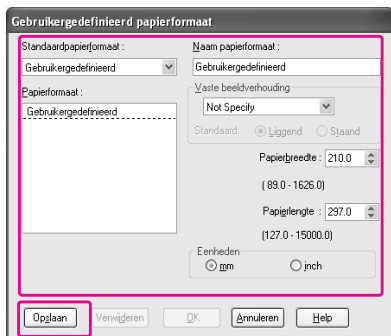 Gebruikergedefinieerd papierformaat
Standaardpapierformaat :
Gebruikergedefinieerd
Papierformaat :
Gebruikergedefinieerd
Naam papierformaat :
Gebruikergedefinieerd
Vaste beeldverhouding
Not Specify
Standaard: Liggend Staand
Papierbreedte : 210.0
( 89.0 - 1626.0)
Papierlengte : 297.0
(127.0 - 15000.0)
Eenheden
mm inch
Opslaan Verwijderen OK Annuleren Help